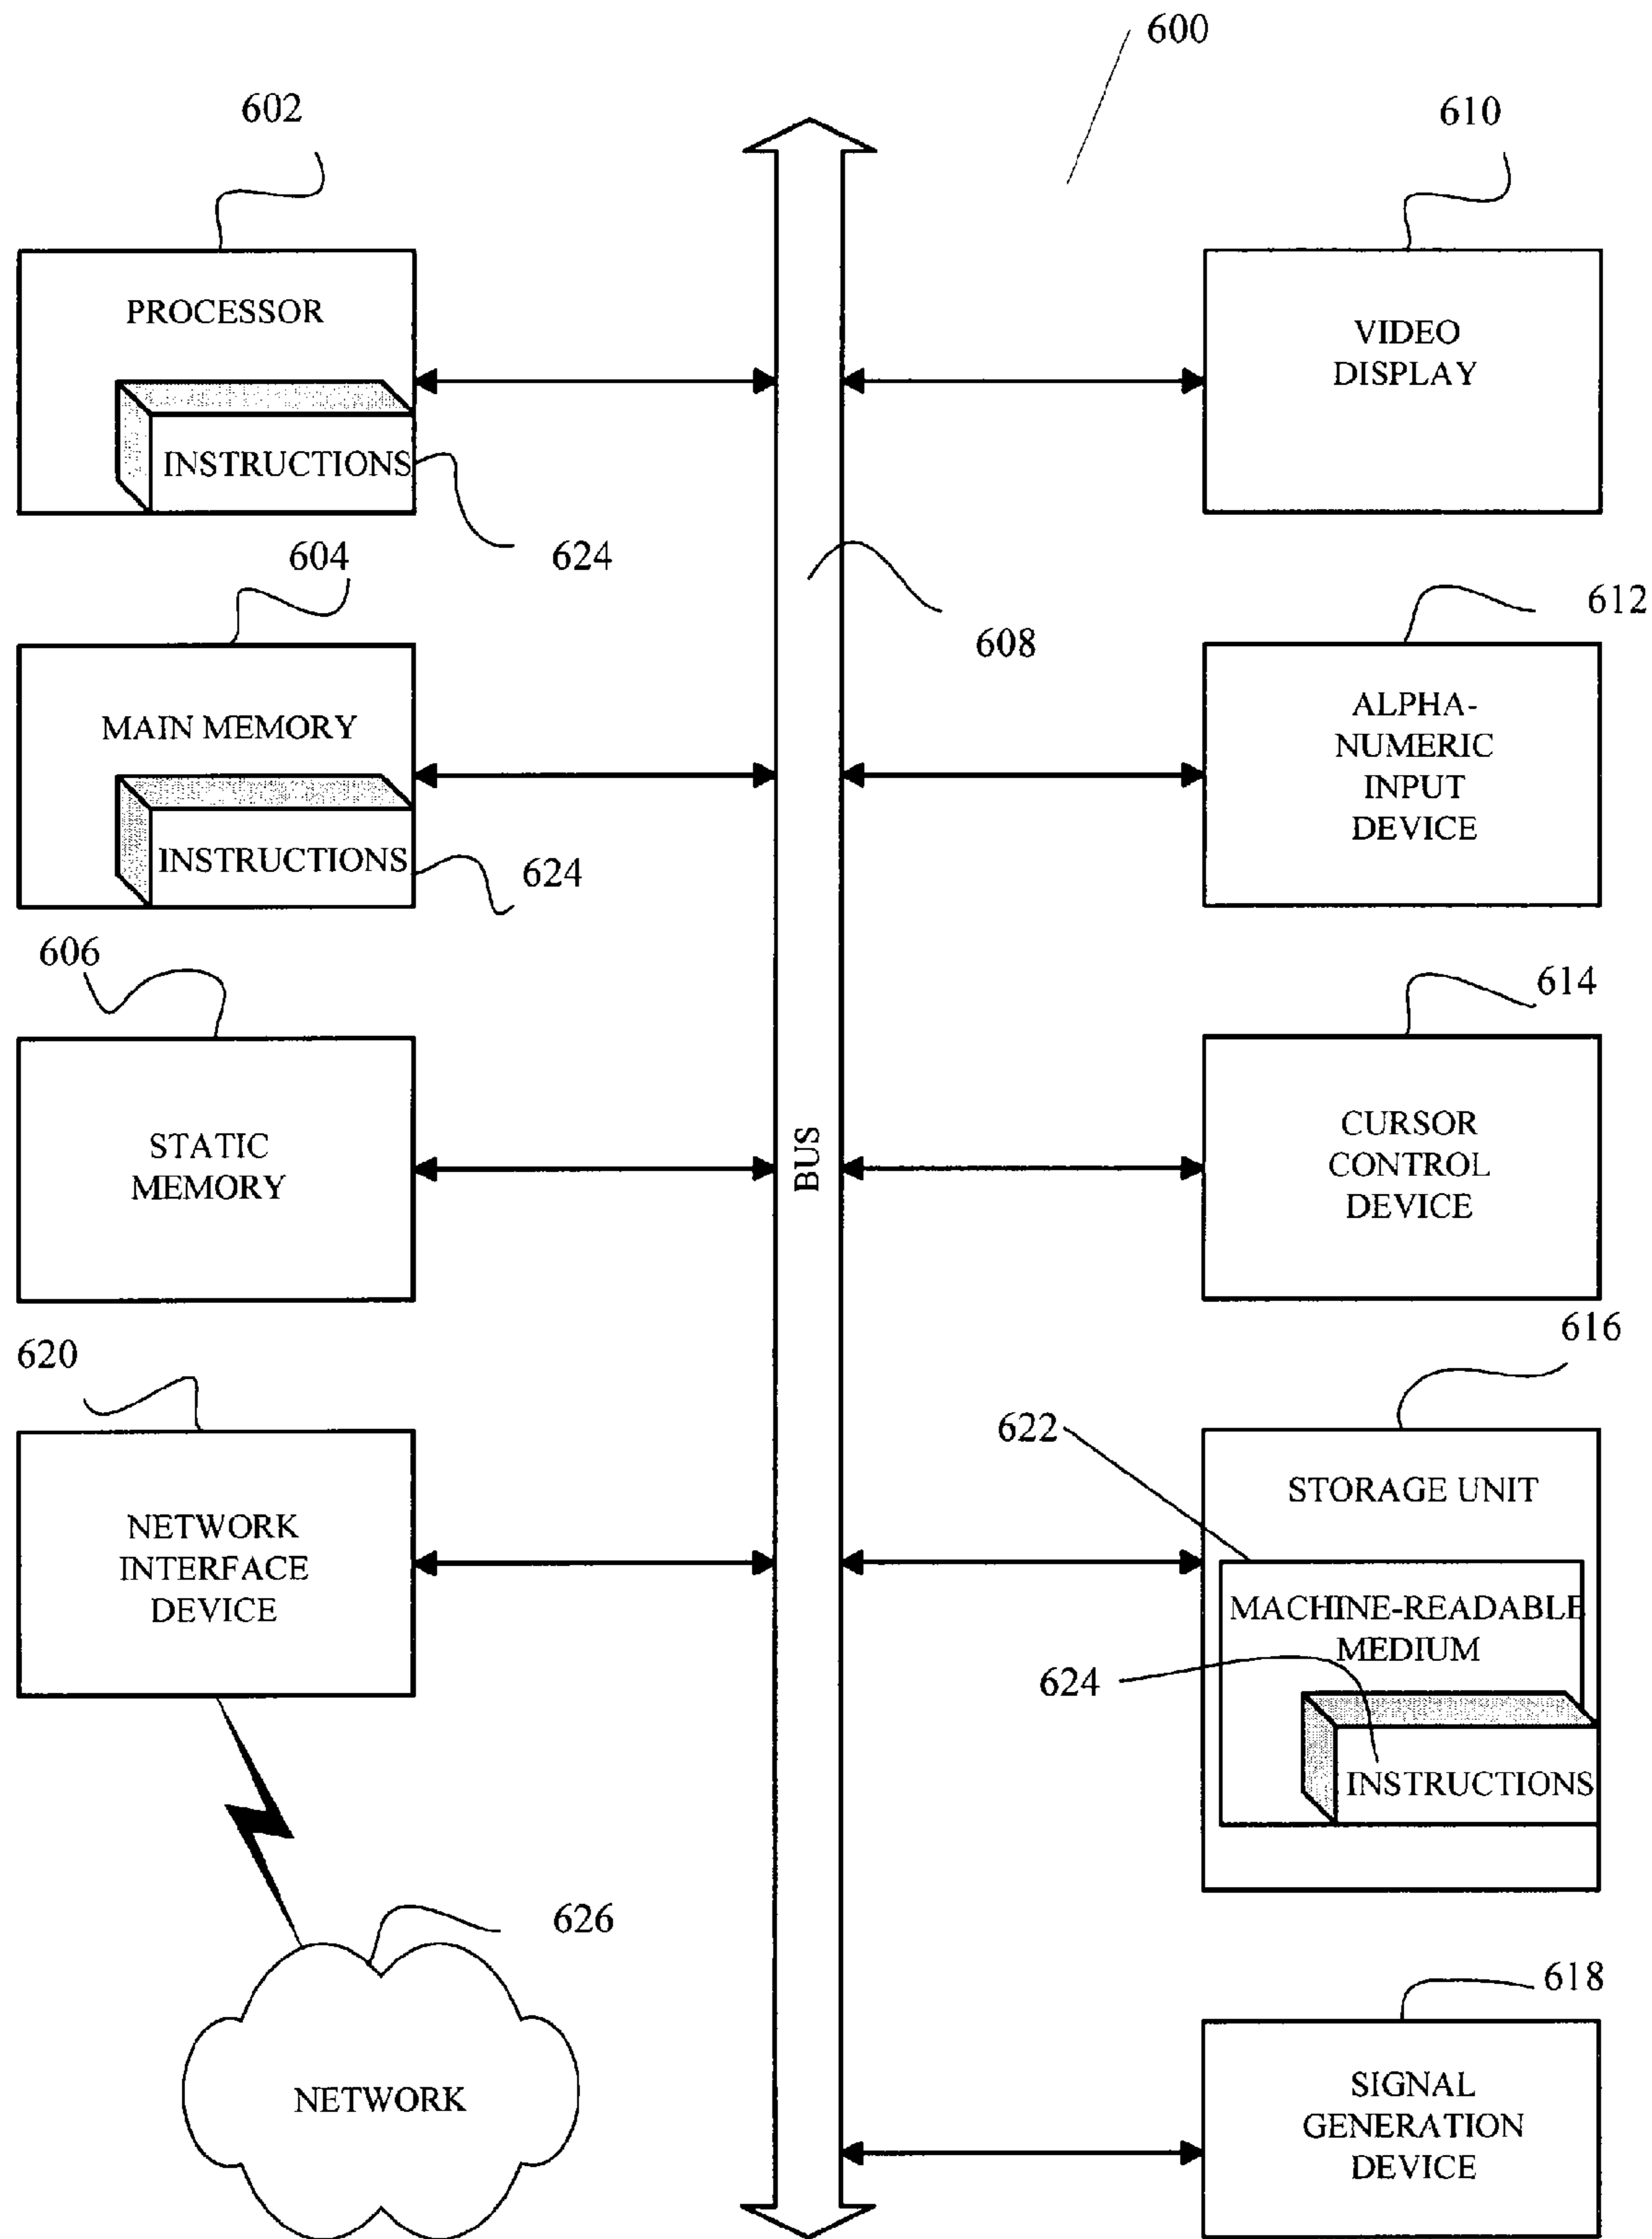 600
602
610
PROCESSOR
INSTRUCTIONS
624
VIDEO
DISPLAY
604
612
608
MAIN MEMORY
INSTRUCTIONS
624
ALPHA-
NUMERIC
INPUT
DEVICE
606
614
STATIC
MEMORY
BUS
CURSOR
CONTROL
DEVICE
620
616
NETWORK
INTERFACE
DEVICE
622
STORAGE UNIT
MACHINE-READABLE
MEDIUM
624
INSTRUCTIONS
626
NETWORK
618
SIGNAL
GENERATION
DEVICE